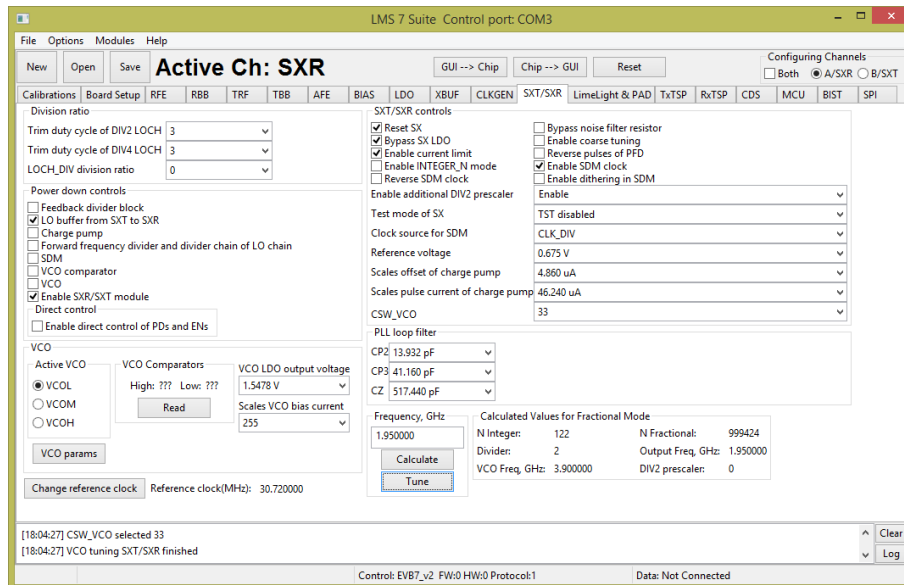 LMS 7 Suite Control port: COM3
File Options Modules Help
New Open Save Active Ch: SXR GUI --> Chip Chip --> GUI Reset
Configuring Channels
Both A/SXR B/SXT
Calibrations Board Setup RFE RBB TRF TBB AFE BIAS LDO XBUF CLKGEN SXT/SXR LimeLight & PAD TxTSP RxTSP CDS MCU BIST SPI
Division ratio
Trim duty cycle of DIV2 LOCH 3
Trim duty cycle of DIV4 LOCH 3
LOCH_DIV division ratio 0
Power down controls
Feedback divider block
LO buffer from SXT to SXR
Charge pump
Forward frequency divider and divider chain of LO chain
SDM
VCO comparator
VCO
Enable SXR/SXT module
Direct control
Enable direct control of PDs and ENs
VCO
Active VCO
VCOL
VCOM
VCOH
VCO Comparators
High: ??? Low: ???
Read
VCO LDO output voltage
1.5478 V
Scales VCO bias current
255
VCO params
Change reference clock Reference clock(MHz): 30.720000
SXT/SXR controls
Reset SX Bypass noise filter resistor
Bypass SX LDO Enable coarse tuning
Enable current limit Reverse pulses of PFD
Enable INTEGER_N mode Enable SDM clock
Reverse SDM clock Enable dithering in SDM
Enable additional DIV2 prescaler Enable
Test mode of SX TST disabled
Clock source for SDM CLK_DIV
Reference voltage 0.675 V
Scales offset of charge pump 4.860 uA
Scales pulse current of charge pump 46.240 uA
CSW_VCO 33
PLL loop filter
CP2 13.932 pF
CP3 41.160 pF
CZ 517.440 pF
Frequency, GHz
1.950000
Calculate
Tune
Calculated Values for Fractional Mode
N Integer: 122 N Fractional: 999424
Divider: 2 Output Freq, GHz: 1.950000
VCO Freq, GHz: 3.900000 DIV2 prescaler: 0
[18:04:27] CSW_VCO selected 33
[18:04:27] VCO tuning SXT/SXR finished
Clear
Log
Control: EVB7_v2 FW:0 HW:0 Protocol:1 Data: Not Connected